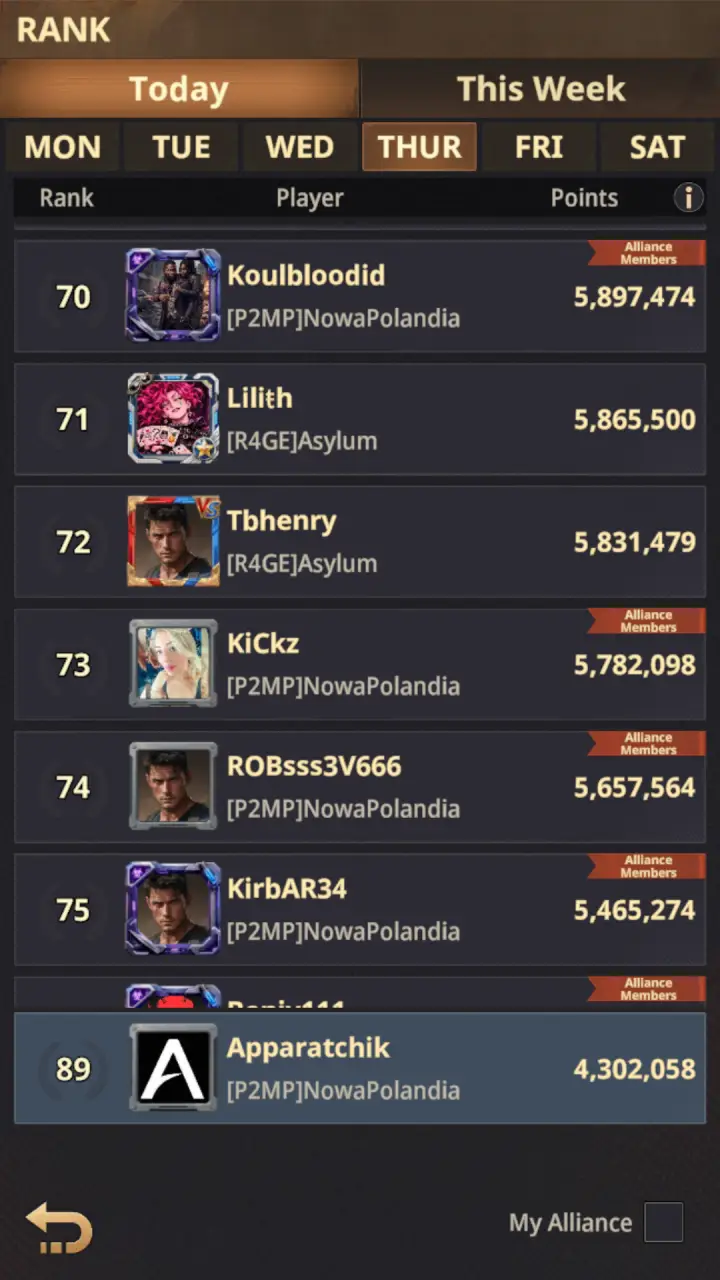 RANK
Today
This Week
MON
TUE
WED
THUR
FRI
SAT
Rank
Player
Points
Alliance
Members
70
Koulbloodid
[P2MP]NowaPolandia
5,897,474
71
Lilitħ
[R4GE]Asylum
5,865,500
VS
72
Tbhenry
[R4GE]Asylum
5,831,479
Alliance
Members
73
KiCkz
[P2MP]NowaPolandia
5,782,098
Alliance
Members
74
ROBsss3V666
[P2MP]NowaPolandia
5,657,564
Alliance
Members
75
KirbAR34
[P2MP]NowaPolandia
5,465,274
Alliance
Members
89
Apparatchik
[P2MP]NowaPolandia
4,302,058
My Alliance